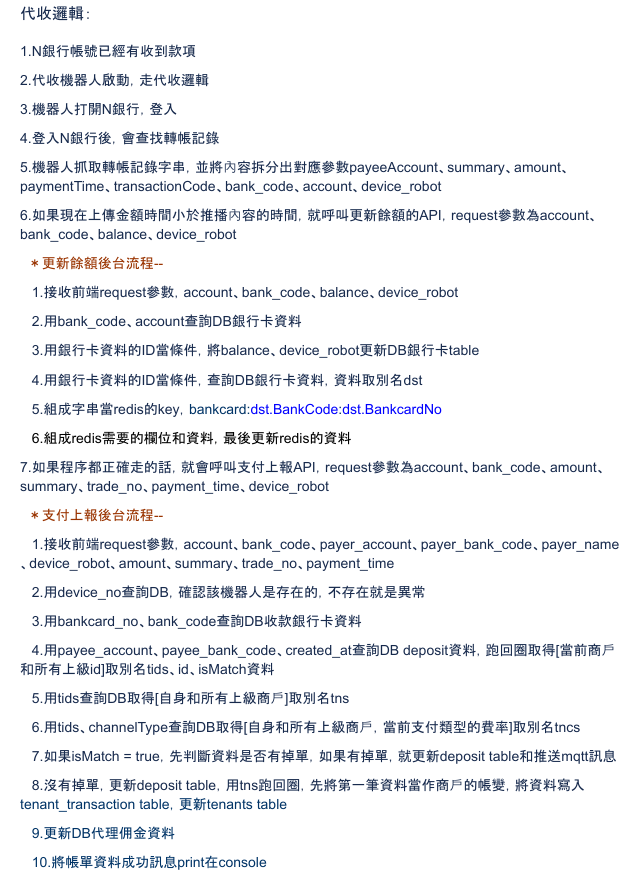 代收邏輯：
1.N銀行帳號已經有收到款項
2.代收機器人啟動，走代收邏輯
3.機器人打開N銀行，登入
4.登入N銀行後，會查找轉帳記錄
5.機器人抓取轉帳記錄字串，並將內容拆分出對應參數payeeAccount、summary、amount、
paymentTime、transactionCode、bank_code、account、device_robot
6.如果現在上傳金額時間小於推播內容的時間，就呼叫更新餘額的API，request參數為account、
bank_code、balance、device_robot
＊更新餘額後台流程--
1.接收前端request參數，account、bank_code、balance、device_robot
2.用bank_code、account查詢DB銀行卡資料
3.用銀行卡資料的ID當條件，將balance、device_robot更新DB銀行卡table
4.用銀行卡資料的ID當條件，查詢DB銀行卡資料，資料取別名dst
5.組成字串當redis的key，bankcard:dst.BankCode:dst.BankcardNo
6.組成redis需要的欄位和資料，最後更新redis的資料
7.如果程序都正確走的話，就會呼叫支付上報API，request參數為account、bank_code、amount、
summary、trade_no、payment_time、device_robot
＊支付上報後台流程--
1.接收前端request參數，account、bank_code、payer_account、payer_bank_code、payer_name
、device_robot、amount、summary、trade_no、payment_time
2.用device_no查詢DB，確認該機器人是存在的，不存在就是異常
3.用bankcard_no、bank_code查詢DB收款銀行卡資料
4.用payee_account、payee_bank_code、created_at查詢DB deposit資料，跑回圈取得[當前商戶
和所有上級id]取別名tids、id、isMatch資料
5.用tids查詢DB取得[自身和所有上級商戶]取別名tns
6.用tids、channelType查詢DB取得[自身和所有上級商戶，當前支付類型的費率]取別名tncs
7.如果isMatch = true，先判斷資料是否有掉單，如果有掉單，就更新deposit table和推送mqtt訊息
8.沒有掉單，更新deposit table，用tns跑回圈，先將第一筆資料當作商戶的帳變，將資料寫入
tenant_transaction table，更新tenants table
9.更新DB代理佣金資料
10.將帳單資料成功訊息print在console